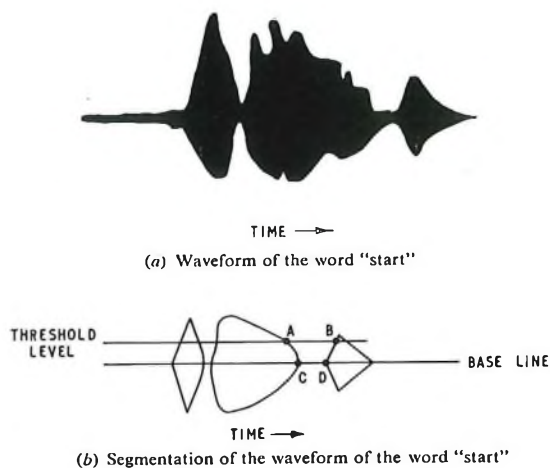 TIME
(a) Waveform of the word "start"
THRESHOLD
LEVEL
A
B
C
D
BASE LINE
TIME
(b) Segmentation of the waveform of the word "start"